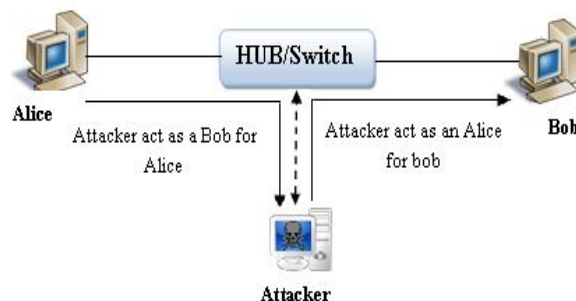 HUB/Switch
Alice
Bob
Attacker act as a Bob for
Alice
Attacker act as an Alice
for bob
Attacker